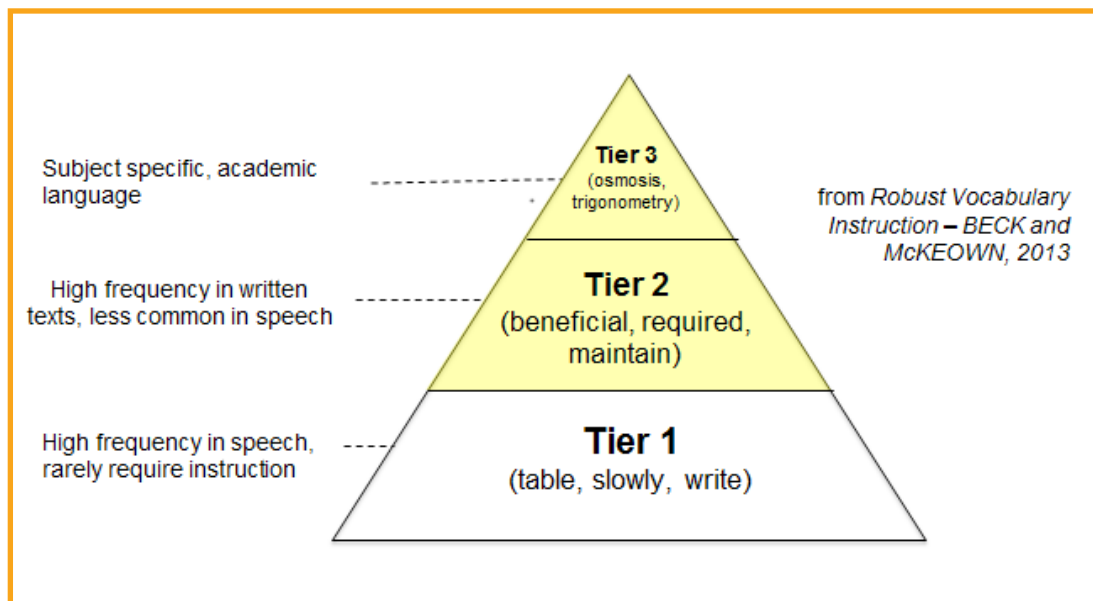 Tier 3
(osmosis,
trigonometry)
Subject specific, academic
language
from Robust Vocabulary
Instruction – BECK and
McKEOWN, 2013
Tier 2
(beneficial, required,
maintain)
High frequency in written
texts, less common in speech
Tier 1
(table, slowly, write)
High frequency in speech,
rarely require instruction